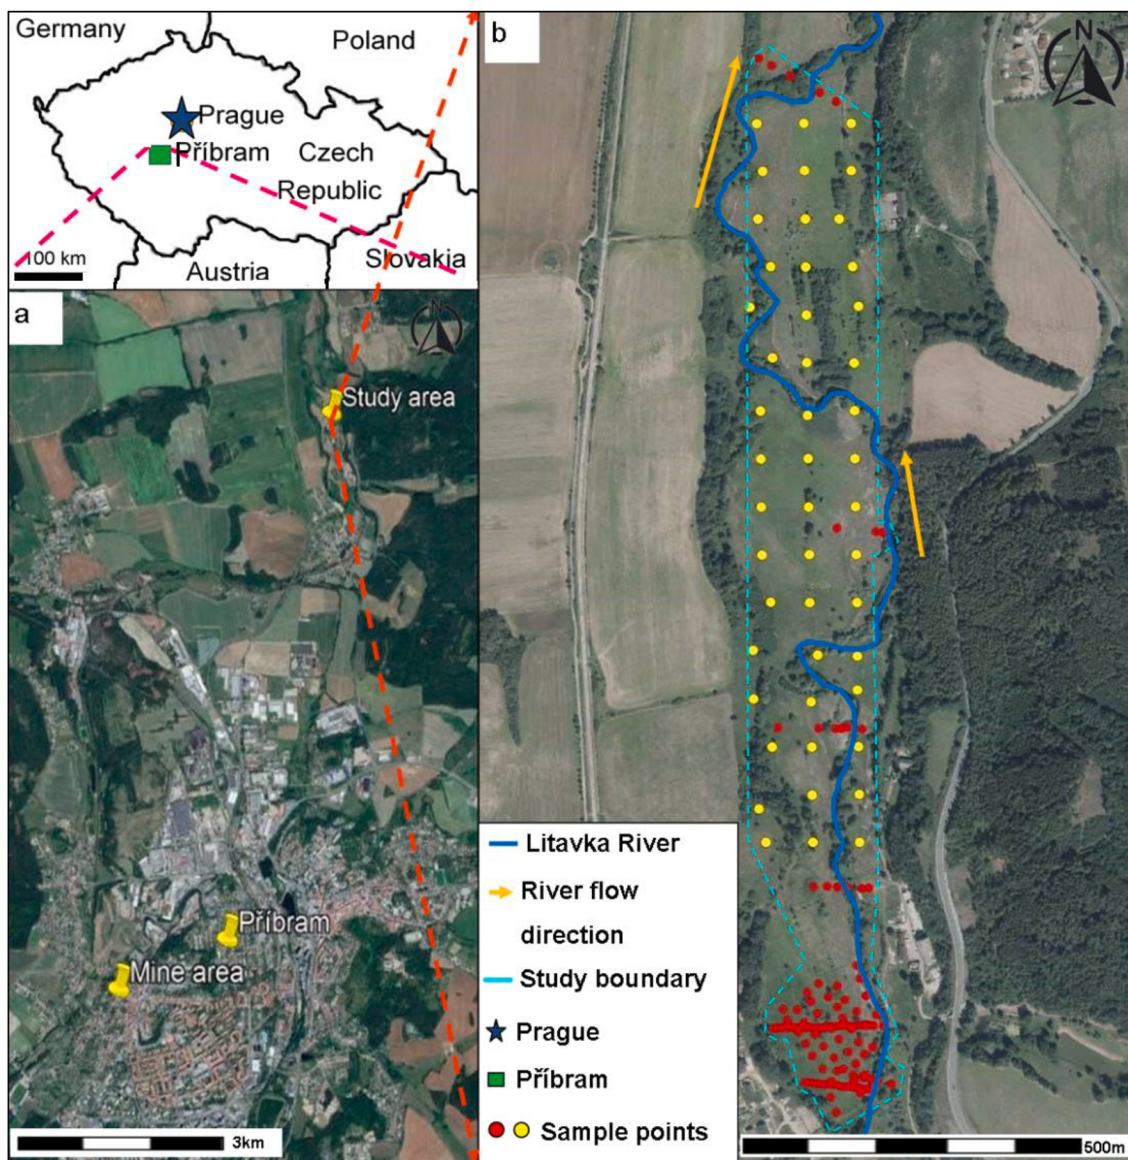 Germany
Poland
Prague
Příbram
Czech
Republic
100 km
Austria
Slovakia
a
N
Study area
Příbram
Mine area
3km
b
N
Litavka River
River flow
direction
Study boundary
Prague
Příbram
Sample points
500m